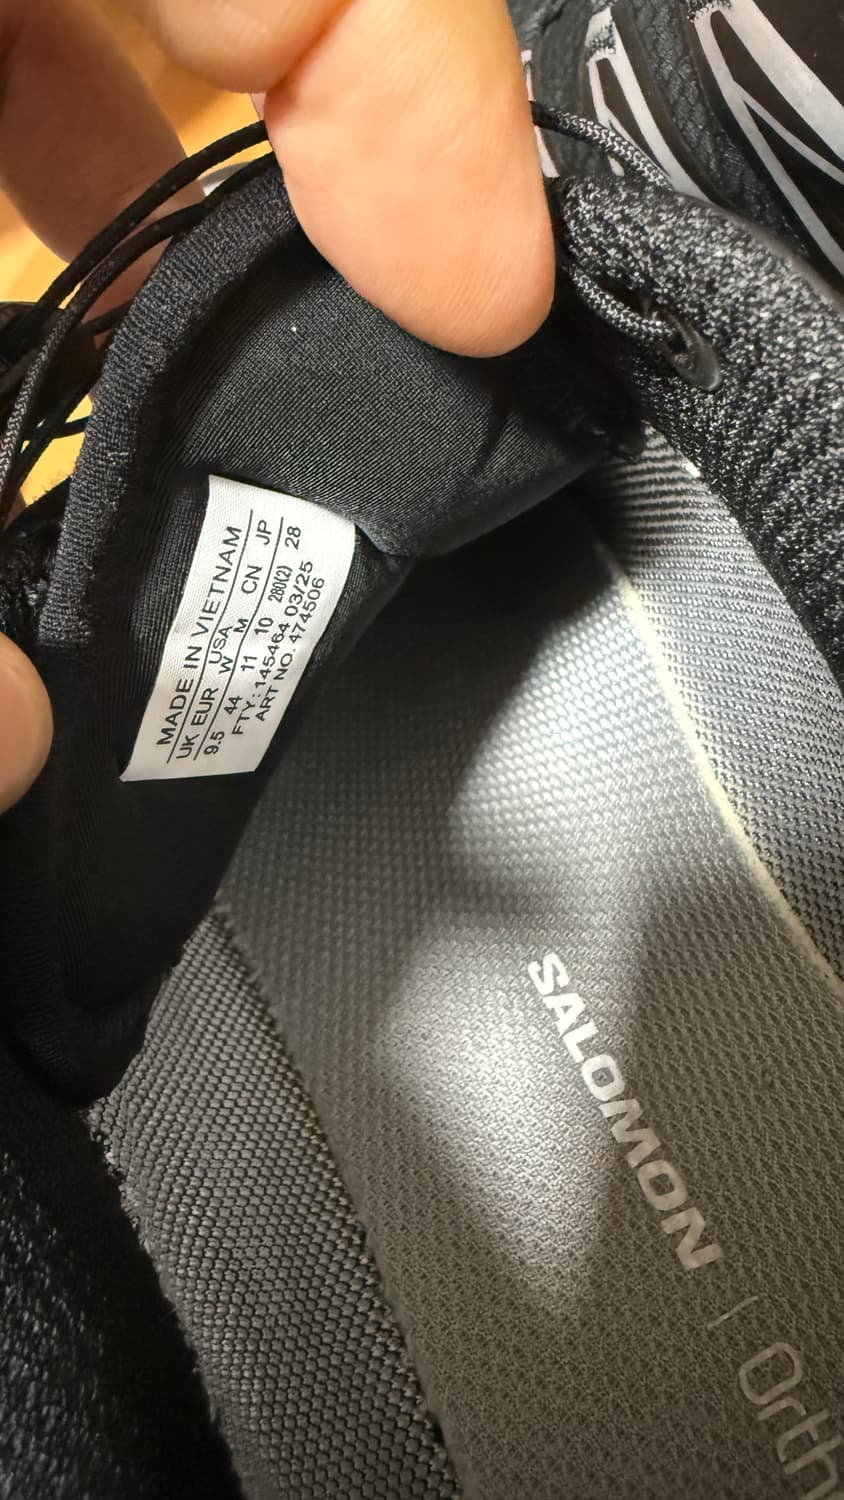 MADE IN VIETNAM
UK EUR USA CN JP
W M
9.5 44 11 10 280(2) 28
FTY: 145464 03/25
ART NO. 474506
SALOMON | Orth